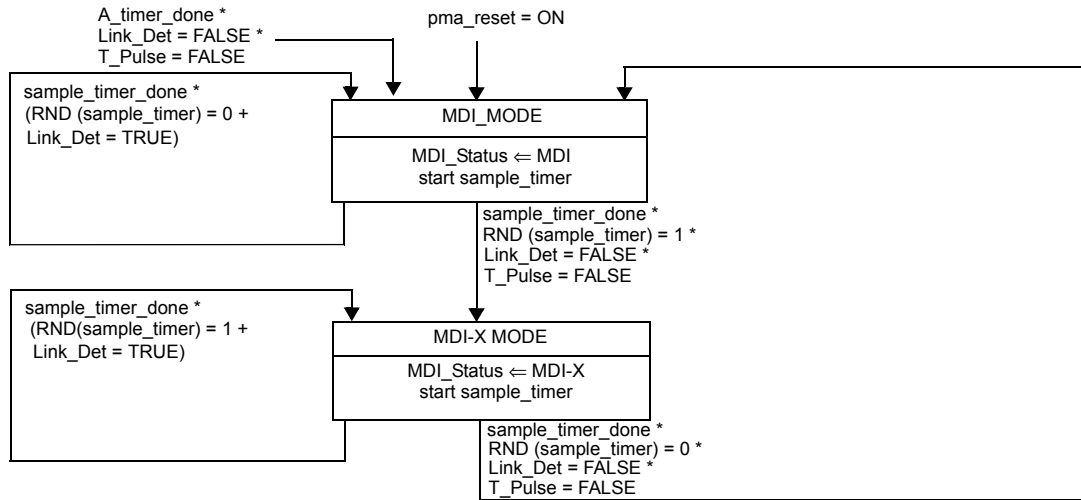 A_timer_done *
Link_Det = FALSE *
T_Pulse = FALSE
pma_reset = ON
sample_timer_done *
(RND (sample_timer) = 0 +
Link_Det = TRUE)
MDI_MODE
MDI_Status ⇐ MDI
start sample_timer
sample_timer_done *
RND (sample_timer) = 1 *
Link_Det = FALSE *
T_Pulse = FALSE
sample_timer_done *
(RND(sample_timer) = 1 +
Link_Det = TRUE)
MDI-X MODE
MDI_Status ⇐ MDI-X
start sample_timer
sample_timer_done *
RND (sample_timer) = 0 *
Link_Det = FALSE *
T_Pulse = FALSE